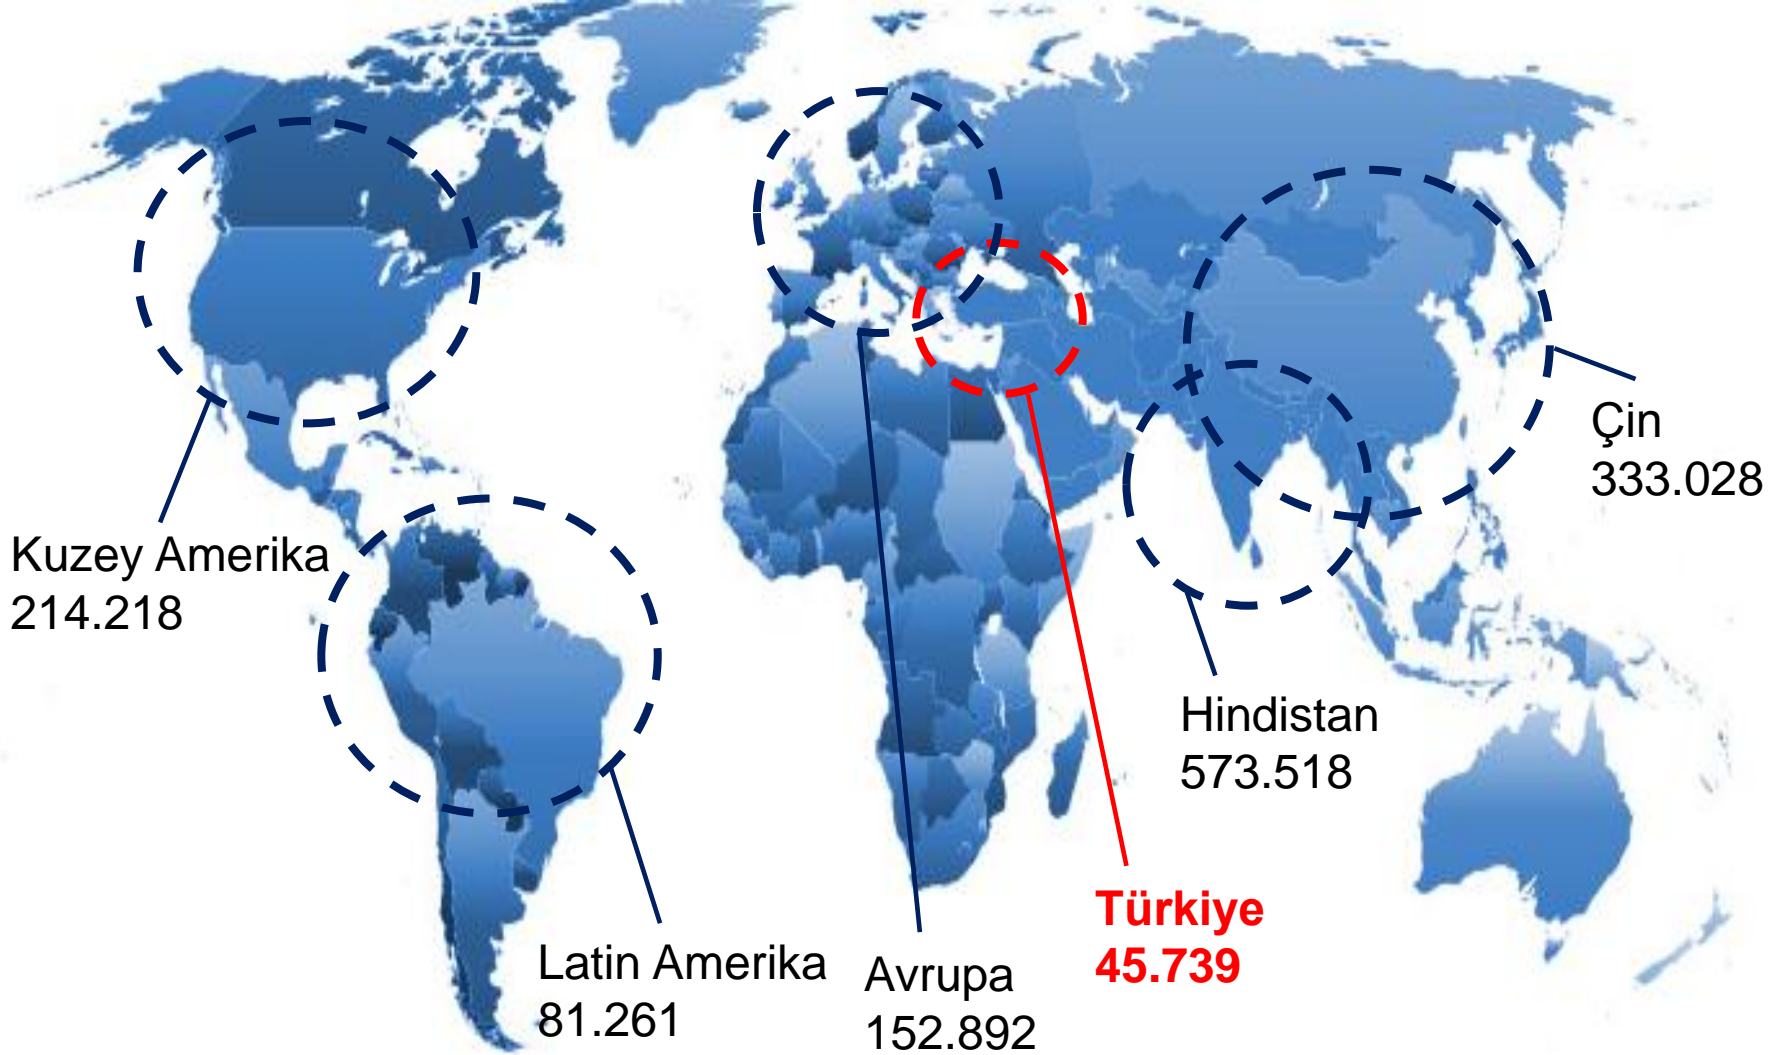 Çin
333.028
Kuzey Amerika
214.218
Hindistan
573.518
Türkiye
45.739
Latin Amerika
81.261
Avrupa
152.892